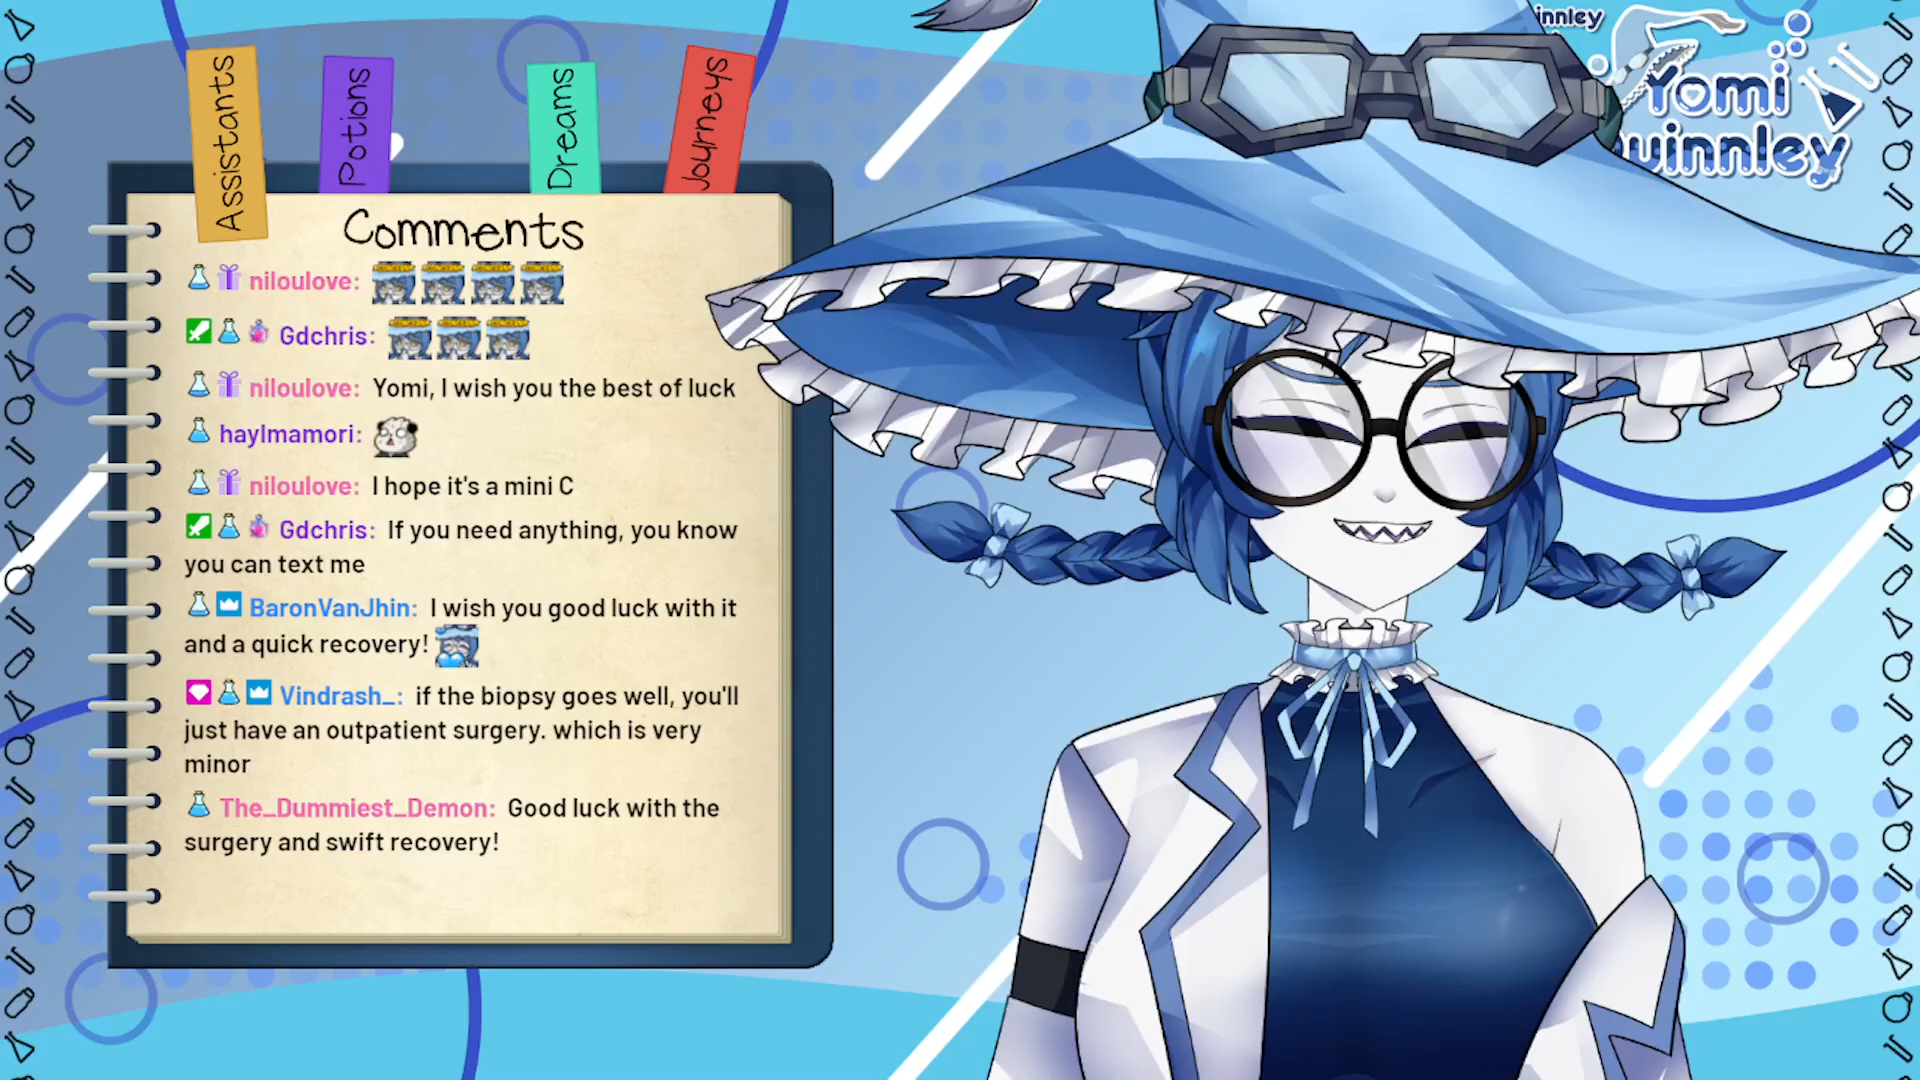 Assistants
Potions
Dreams
Journeys
innley
Yomi
uinnley
Comments
niloulove:
Gdchris:
niloulove: Yomi, I wish you the best of luck
haylmamori:
niloulove: I hope it's a mini C
Gdchris: If you need anything, you know
you can text me
BaronVanJhin: I wish you good luck with it
and a quick recovery!
Vindrash_: if the biopsy goes well, you'll
just have an outpatient surgery. which is very
minor
The_Dummiest_Demon: Good luck with the
surgery and swift recovery!